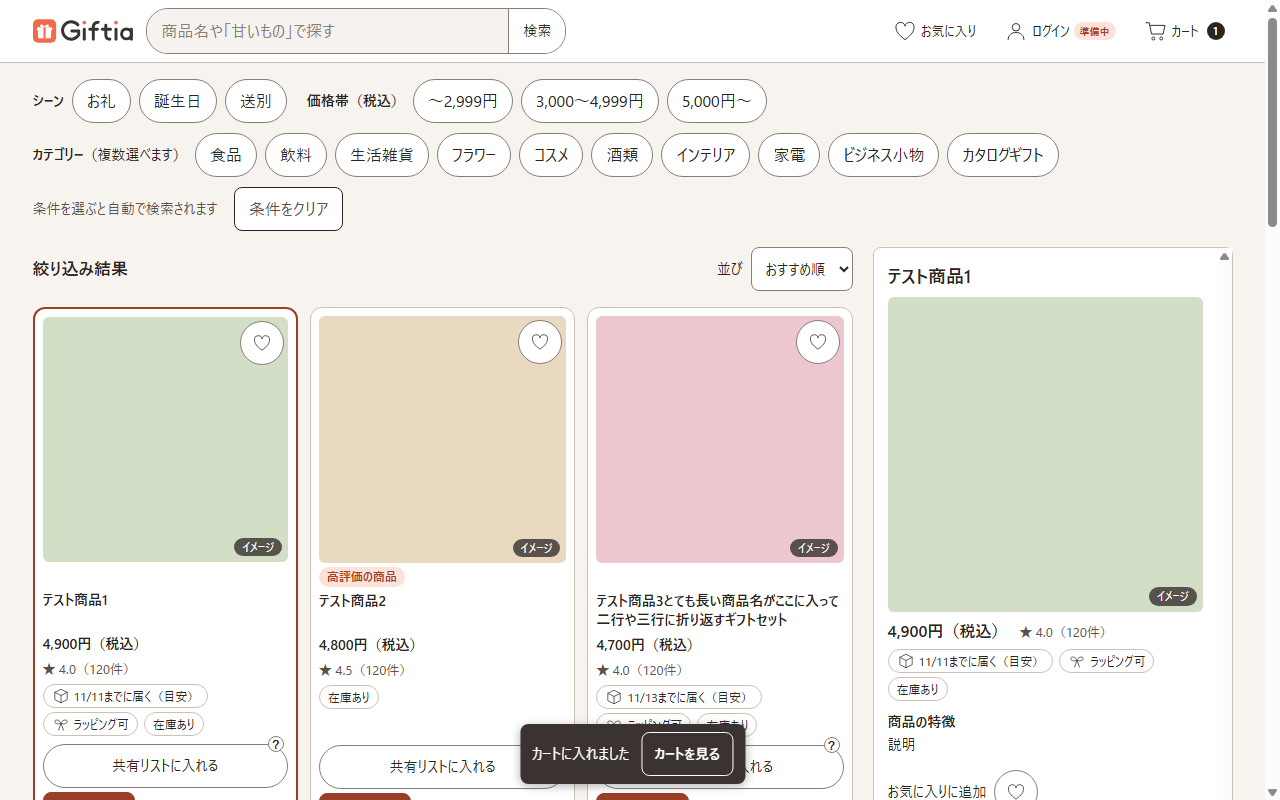 Giftia
商品名や「甘いもの」で探す
検索
お気に入り
ログイン 準備中
カート 1
シーン お礼 誕生日 送別 価格帯（税込） ～2,999円 3,000～4,999円 5,000円～
カテゴリー（複数選べます） 食品 飲料 生活雑貨 フラワー コスメ 酒類 インテリア 家電 ビジネス小物 カタログギフト
条件を選ぶと自動で検索されます 条件をクリア
絞り込み結果
並び おすすめ順
イメージ
テスト商品1
4,900円（税込）
★ 4.0（120件）
11/11までに届く（目安）
ラッピング可 在庫あり
?
共有リストに入れる
イメージ
高評価の商品
テスト商品2
4,800円（税込）
★ 4.5（120件）
在庫あり
共有リストに入れる
イメージ
テスト商品3とても長い商品名がここに入って
二行や三行に折り返すギフトセット
4,700円（税込）
★ 4.0（120件）
11/13までに届く（目安）
?
入れる
カートに入れました カートを見る
テスト商品1
イメージ
4,900円（税込） ★ 4.0（120件）
11/11までに届く（目安） ラッピング可
在庫あり
商品の特徴
説明
お気に入りに追加